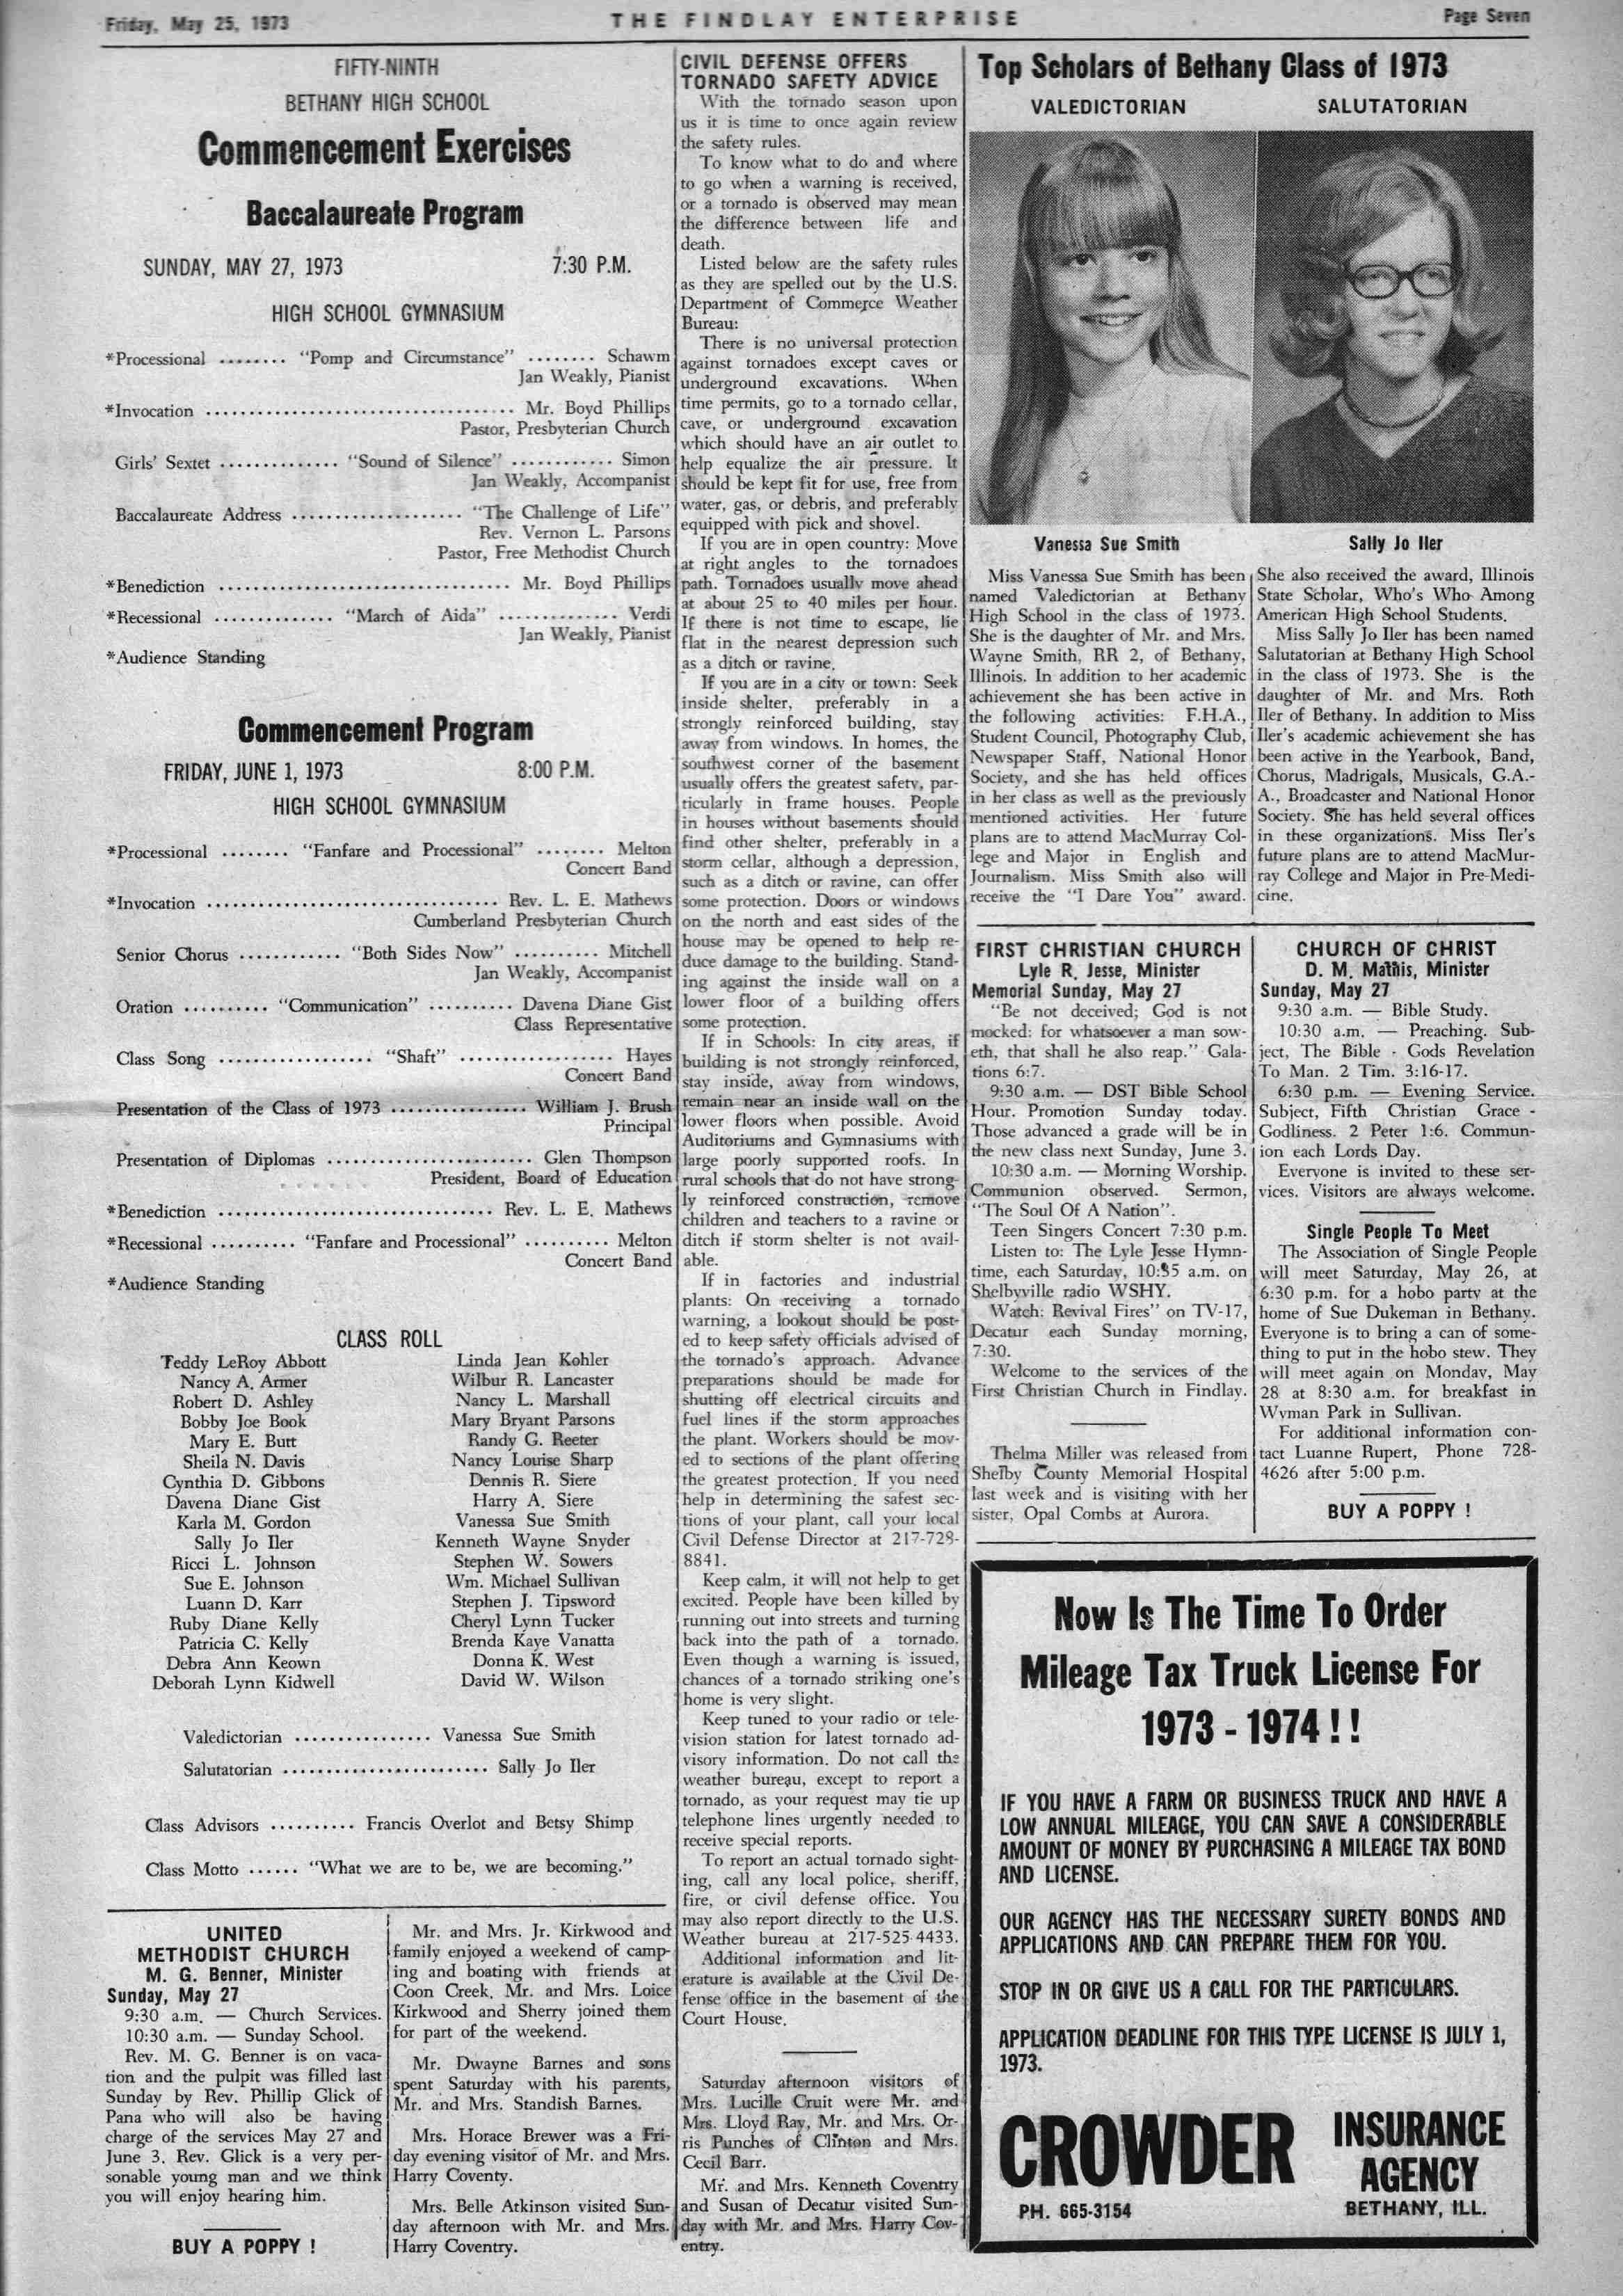 Friday, May 25, 1973
THE FINDLAY ENTERPRISE
Page Seven
FIFTY-NINTH
BETHANY HIGH SCHOOL
Commencement Exercises
Baccalaureate Program
SUNDAY, MAY 27, 1973 7:30 P.M.
HIGH SCHOOL GYMNASIUM
*Processional ........ "Pomp and Circumstance" ........ Schawm
Jan Weakly, Pianist
*Invocation .................................... Mr. Boyd Phillips
Pastor, Presbyterian Church
Girls' Sextet .............. "Sound of Silence" ............ Simon
Jan Weakly, Accompanist
Baccalaureate Address .................... "The Challenge of Life"
Rev. Vernon L. Parsons
Pastor, Free Methodist Church
*Benediction .................................. Mr. Boyd Phillips
*Recessional .............. "March of Aida" .............. Verdi
Jan Weakly, Pianist
*Audience Standing
Commencement Program
FRIDAY, JUNE 1, 1973 8:00 P.M.
HIGH SCHOOL GYMNASIUM
*Processional ........ "Fanfare and Processional" ........ Melton
Concert Band
*Invocation .................................. Rev. L. E. Mathews
Cumberland Presbyterian Church
Senior Chorus ............ "Both Sides Now" .......... Mitchell
Jan Weakly, Accompanist
Oration .......... "Communication" .......... Davena Diane Gist
Class Representative
Class Song .................. "Shaft" .................. Hayes
Concert Band
Presentation of the Class of 1973 ................ William J. Brush
Principal
Presentation of Diplomas ........................ Glen Thompson
President, Board of Education
*Benediction ................................ Rev. L. E. Mathews
*Recessional .......... "Fanfare and Processional" .......... Melton
Concert Band
*Audience Standing
CLASS ROLL
Teddy LeRoy Abbott
Nancy A. Armer
Robert D. Ashley
Bobby Joe Book
Mary E. Butt
Sheila N. Davis
Cynthia D. Gibbons
Davena Diane Gist
Karla M. Gordon
Sally Jo Iler
Ricci L. Johnson
Sue E. Johnson
Luann D. Karr
Ruby Diane Kelly
Patricia C. Kelly
Debra Ann Keown
Deborah Lynn Kidwell
Linda Jean Kohler
Wilbur R. Lancaster
Nancy L. Marshall
Mary Bryant Parsons
Randy G. Reeter
Nancy Louise Sharp
Dennis R. Siere
Harry A. Siere
Vanessa Sue Smith
Kenneth Wayne Snyder
Stephen W. Sowers
Wm. Michael Sullivan
Stephen J. Tipsword
Cheryl Lynn Tucker
Brenda Kaye Vanatta
Donna K. West
David W. Wilson
Valedictorian ................ Vanessa Sue Smith
Salutatorian ........................ Sally Jo Iler
Class Advisors .......... Francis Overlot and Betsy Shimp
Class Motto ...... "What we are to be, we are becoming."
UNITED
METHODIST CHURCH
M. G. Benner, Minister
Sunday, May 27
9:30 a.m. — Church Services.
10:30 a.m. — Sunday School.
Rev. M. G. Benner is on vaca-
tion and the pulpit was filled last
Sunday by Rev. Phillip Glick of
Pana who will also be having
charge of the services May 27 and
June 3. Rev. Glick is a very per-
sonable young man and we think
you will enjoy hearing him.
BUY A POPPY !
Mr. and Mrs. Jr. Kirkwood and
family enjoyed a weekend of camp-
ing and boating with friends at
Coon Creek. Mr. and Mrs. Loice
Kirkwood and Sherry joined them
for part of the weekend.
Mr. Dwayne Barnes and sons
spent Saturday with his parents,
Mr. and Mrs. Standish Barnes.
Mrs. Horace Brewer was a Fri-
day evening visitor of Mr. and Mrs.
Harry Coventy.
Mrs. Belle Atkinson visited Sun-
day afternoon with Mr. and Mrs.
Harry Coventry.
CIVIL DEFENSE OFFERS
TORNADO SAFETY ADVICE
With the tornado season upon
us it is time to once again review
the safety rules.
To know what to do and where
to go when a warning is received,
or a tornado is observed may mean
the difference between life and
death.
Listed below are the safety rules
as they are spelled out by the U.S.
Department of Commerce Weather
Bureau:
There is no universal protection
against tornadoes except caves or
underground excavations. When
time permits, go to a tornado cellar,
cave, or underground excavation
which should have an air outlet to
help equalize the air pressure. It
should be kept fit for use, free from
water, gas, or debris, and preferably
equipped with pick and shovel.
If you are in open country: Move
at right angles to the tornadoes
path. Tornadoes usually move ahead
at about 25 to 40 miles per hour.
If there is not time to escape, lie
flat in the nearest depression such
as a ditch or ravine.
If you are in a city or town: Seek
inside shelter, preferably in a
strongly reinforced building, stay
away from windows. In homes, the
southwest corner of the basement
usually offers the greatest safety, par-
ticularly in frame houses. People
in houses without basements should
find other shelter, preferably in a
storm cellar, although a depression,
such as a ditch or ravine, can offer
some protection. Doors or windows
on the north and east sides of the
house may be opened to help re-
duce damage to the building. Stand-
ing against the inside wall on a
lower floor of a building offers
some protection.
If in Schools: In city areas, if
building is not strongly reinforced,
stay inside, away from windows,
remain near an inside wall on the
lower floors when possible. Avoid
Auditoriums and Gymnasiums with
large poorly supported roofs. In
rural schools that do not have strong-
ly reinforced construction, remove
children and teachers to a ravine or
ditch if storm shelter is not avail-
able.
If in factories and industrial
plants: On receiving a tornado
warning, a lookout should be post-
ed to keep safety officials advised of
the tornado's approach. Advance
preparations should be made for
shutting off electrical circuits and
fuel lines if the storm approaches
the plant. Workers should be mov-
ed to sections of the plant offering
the greatest protection. If you need
help in determining the safest sec-
tions of your plant, call your local
Civil Defense Director at 217-728-
8841.
Keep calm, it will not help to get
excited. People have been killed by
running out into streets and turning
back into the path of a tornado.
Even though a warning is issued,
chances of a tornado striking one's
home is very slight.
Keep tuned to your radio or tele-
vision station for latest tornado ad-
visory information. Do not call the
weather bureau, except to report a
tornado, as your request may tie up
telephone lines urgently needed to
receive special reports.
To report an actual tornado sight-
ing, call any local police, sheriff,
fire, or civil defense office. You
may also report directly to the U.S.
Weather bureau at 217-525-4433.
Additional information and lit-
erature is available at the Civil De-
fense office in the basement of the
Court House.
Saturday afternoon visitors of
Mrs. Lucille Cruit were Mr. and
Mrs. Lloyd Ray, Mr. and Mrs. Or-
ris Punches of Clinton and Mrs.
Cecil Barr.
Mr. and Mrs. Kenneth Coventry
and Susan of Decatur visited Sun-
day with Mr. and Mrs. Harry Cov-
entry.
Top Scholars of Bethany Class of 1973
VALEDICTORIAN SALUTATORIAN
Vanessa Sue Smith Sally Jo Iler
Miss Vanessa Sue Smith has been
named Valedictorian at Bethany
High School in the class of 1973.
She is the daughter of Mr. and Mrs.
Wayne Smith, RR 2, of Bethany,
Illinois. In addition to her academic
achievement she has been active in
the following activities: F.H.A.,
Student Council, Photography Club,
Newspaper Staff, National Honor
Society, and she has held offices
in her class as well as the previously
mentioned activities. Her future
plans are to attend MacMurray Col-
lege and Major in English and
Journalism. Miss Smith also will
receive the "I Dare You" award.
She also received the award, Illinois
State Scholar, Who's Who Among
American High School Students.
Miss Sally Jo Iler has been named
Salutatorian at Bethany High School
in the class of 1973. She is the
daughter of Mr. and Mrs. Roth
Iler of Bethany. In addition to Miss
Iler's academic achievement she has
been active in the Yearbook, Band,
Chorus, Madrigals, Musicals, G.A.-
A., Broadcaster and National Honor
Society. She has held several offices
in these organizations. Miss Iler's
future plans are to attend MacMur-
ray College and Major in Pre-Medi-
cine.
FIRST CHRISTIAN CHURCH
Lyle R. Jesse, Minister
Memorial Sunday, May 27
"Be not deceived; God is not
mocked: for whatsoever a man sow-
eth, that shall he also reap." Gala-
tions 6:7.
9:30 a.m. — DST Bible School
Hour. Promotion Sunday today.
Those advanced a grade will be in
the new class next Sunday, June 3.
10:30 a.m. — Morning Worship.
Communion observed. Sermon,
"The Soul Of A Nation".
Teen Singers Concert 7:30 p.m.
Listen to: The Lyle Jesse Hymn-
time, each Saturday, a.m. on
Shelbyville radio WSHY.
Watch: Revival Fires" on TV-17,
Decatur each Sunday morning,
7:30.
Welcome to the services of the
First Christian Church in Findlay.
Thelma Miller was released from
Shelby County Memorial Hospital
last week and is visiting with her
sister, Opal Combs at Aurora.
CHURCH OF CHRIST
D. M. Mathis, Minister
Sunday, May 27
9:30 a.m. — Bible Study.
10:30 a.m. — Preaching. Sub-
ject, The Bible - Gods Revelation
To Man. 2 Tim. 3:16-17.
6:30 p.m. — Evening Service.
Subject, Fifth Christian Grace -
Godliness. 2 Peter 1:6. Commun-
ion each Lords Day.
Everyone is invited to these ser-
vices. Visitors are always welcome.
Single People To Meet
The Association of Single People
will meet Saturday, May 26, at
6:30 p.m. for a hobo party at the
home of Sue Dukeman in Bethany.
Everyone is to bring a can of some-
thing to put in the hobo stew. They
will meet again on Monday, May
28 at 8:30 a.m. for breakfast in
Wyman Park in Sullivan.
For additional information con-
tact Luanne Rupert, Phone 728-
4626 after 5:00 p.m.
BUY A POPPY !
Now Is The Time To Order
Mileage Tax Truck License For
1973 - 1974 ! !
IF YOU HAVE A FARM OR BUSINESS TRUCK AND HAVE A
LOW ANNUAL MILEAGE, YOU CAN SAVE A CONSIDERABLE
AMOUNT OF MONEY BY PURCHASING A MILEAGE TAX BOND
AND LICENSE.
OUR AGENCY HAS THE NECESSARY SURETY BONDS AND
APPLICATIONS AND CAN PREPARE THEM FOR YOU.
STOP IN OR GIVE US A CALL FOR THE PARTICULARS.
APPLICATION DEADLINE FOR THIS TYPE LICENSE IS JULY 1,
1973.
CROWDER INSURANCE
AGENCY
PH. 665-3154 BETHANY, ILL.